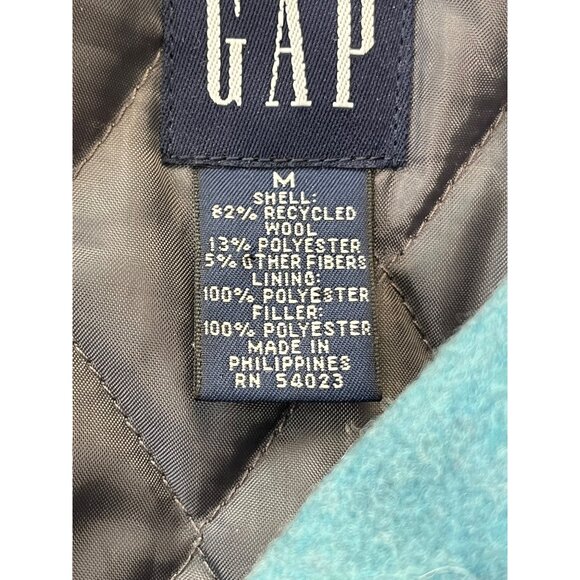 GAP
M
SHELL:
82% RECYCLED
WOOL
13% POLYESTER
5% OTHER FIBERS
LINING:
100% POLYESTER
FILLER:
100% POLYESTER
MADE IN
PHILIPPINES
RN 54023